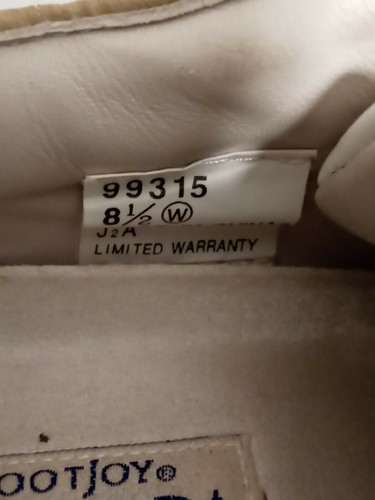 99315
8½ Ⓦ
J2A
LIMITED WARRANTY
OOTJOY®